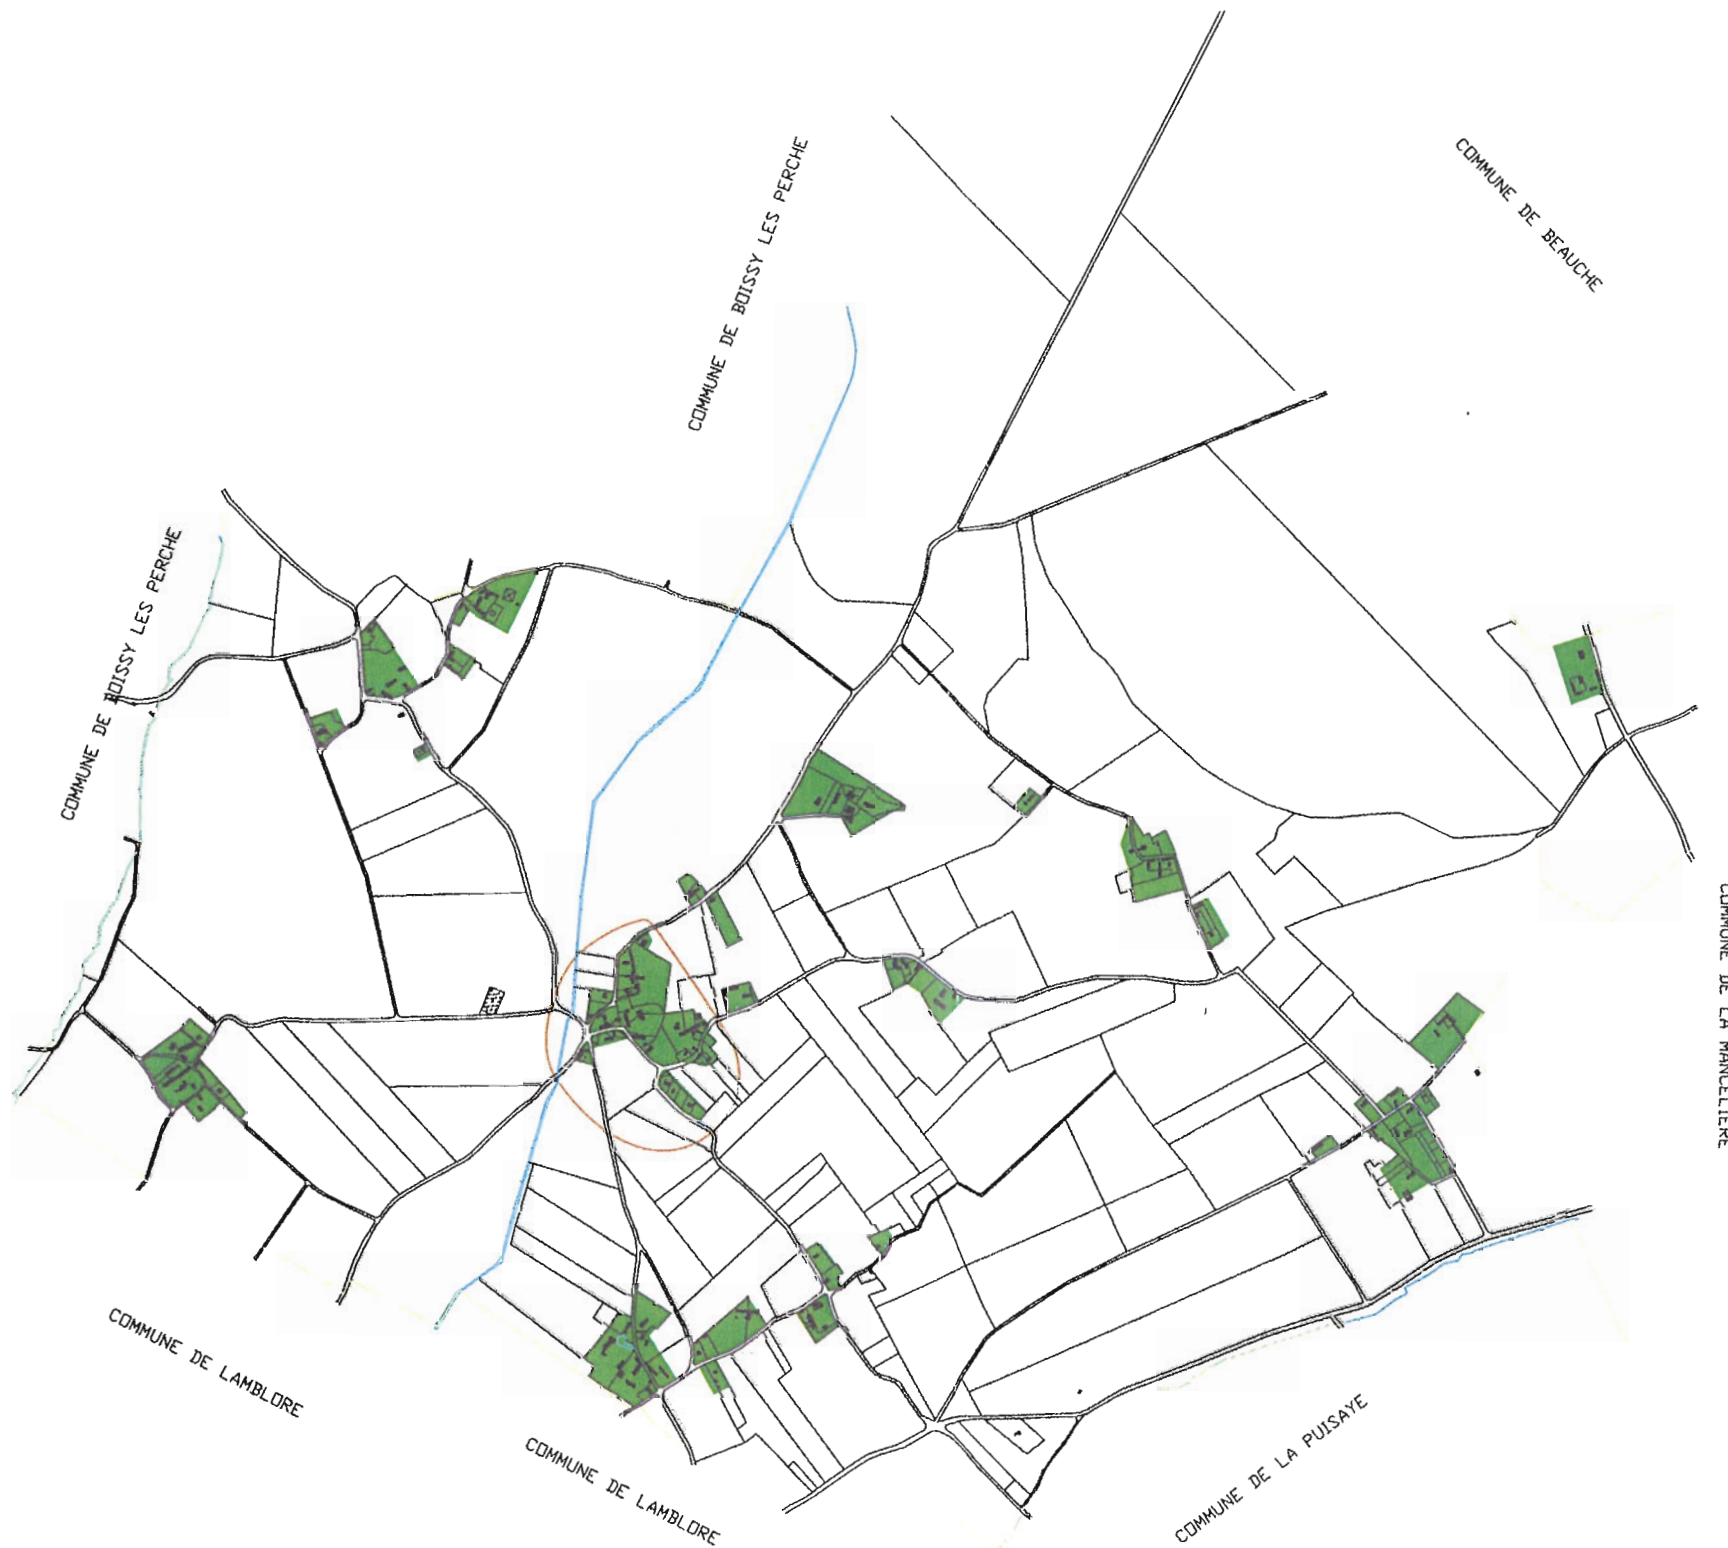 COMMUNE DE BOISSY LES PERCHE
COMMUNE DE BEAUCHE
COMMUNE DE BOISSY LES PERCHE
COMMUNE DE LA MANCELIERE
COMMUNE DE LAMBLORE
COMMUNE DE LAMBLORE
COMMUNE DE LA PUISAYE